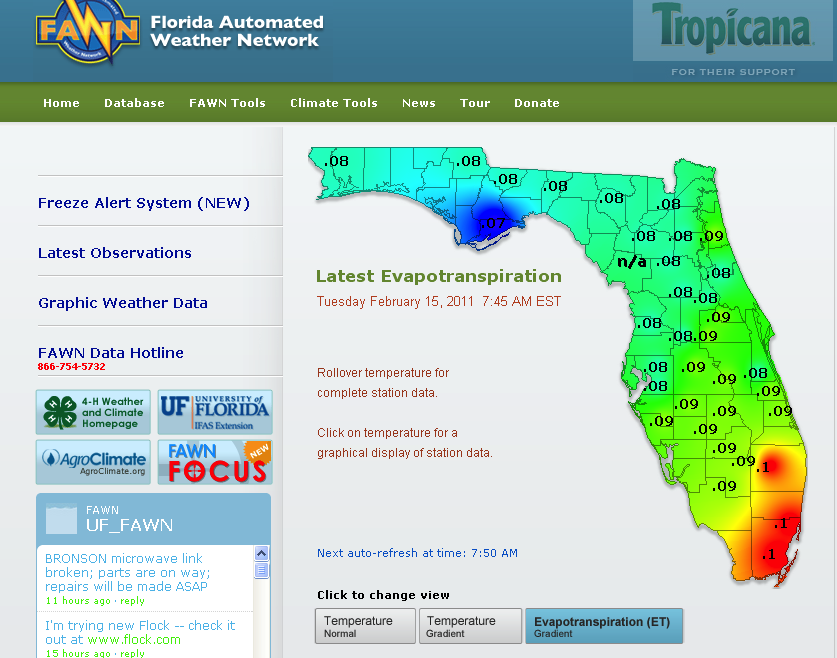 FAWN
Florida Automated
Weather Network
Tropicana
FOR THEIR SUPPORT
Home Database FAWN Tools Climate Tools News Tour Donate
Freeze Alert System (NEW)
Latest Observations
Graphic Weather Data
FAWN Data Hotline
866-754-5732
4-H Weather
and Climate
Homepage
UF UNIVERSITY of
FLORIDA
IFAS Extension
AgroClimate
AgroClimate.org
FAWN
FOCUS
NEW
FAWN
UF_FAWN
BRONSON microwave link
broken; parts are on way;
repairs will be made ASAP
11 hours ago · reply
I'm trying new Flock -- check it
out at www.flock.com
15 hours ago · reply
.08 .08
.08 .08
.08 .08
.07
.08 .08 .09
n/a .08
.08
.08 .08
.09
.08
.08 .09
.08 .09 .08
.09
.08
.09
.09
.09 .09
.09
.09
.09
.09 .1
.09
.1
.1
Latest Evapotranspiration
Tuesday February 15, 2011 7:45 AM EST
Rollover temperature for
complete station data.
Click on temperature for a
graphical display of station data.
Next auto-refresh at time: 7:50 AM
Click to change view
Temperature
Normal
Temperature
Gradient
Evapotranspiration (ET)
Gradient